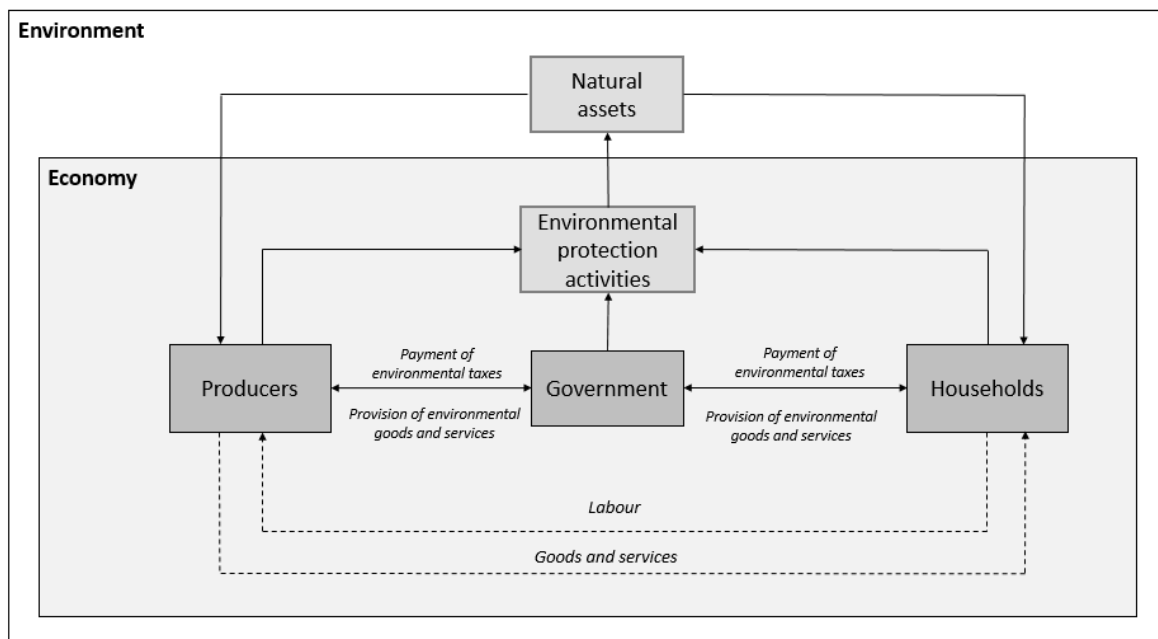 Environment
Natural
assets
Economy
Environmental
protection
activities
Producers
Payment of
environmental taxes
Provision of environmental
goods and services
Government
Payment of
environmental taxes
Provision of environmental
goods and services
Households
Labour
Goods and services